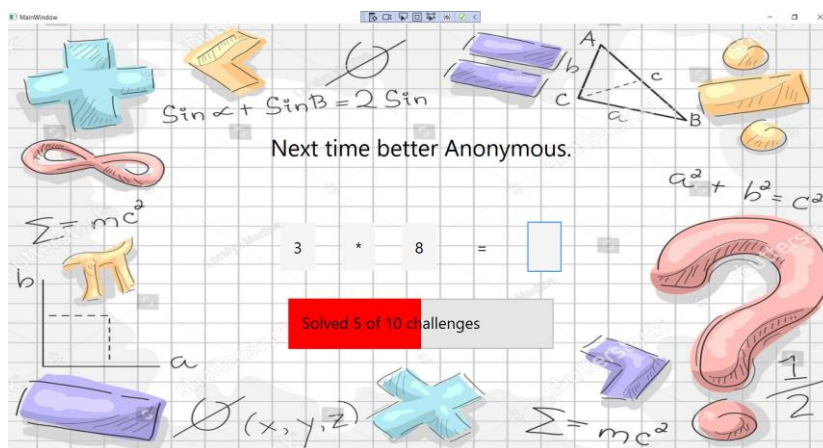 MainWindow
A
b
c
C
a
B
Sin α + Sin B = 2 Sin
Next time better Anonymous.
a² + b² = c²
Σ = mc²
π
3 * 8 =
b
Solved 5 of 10 challenges
a
?
1/2
(x, y, z)
Σ = mc²